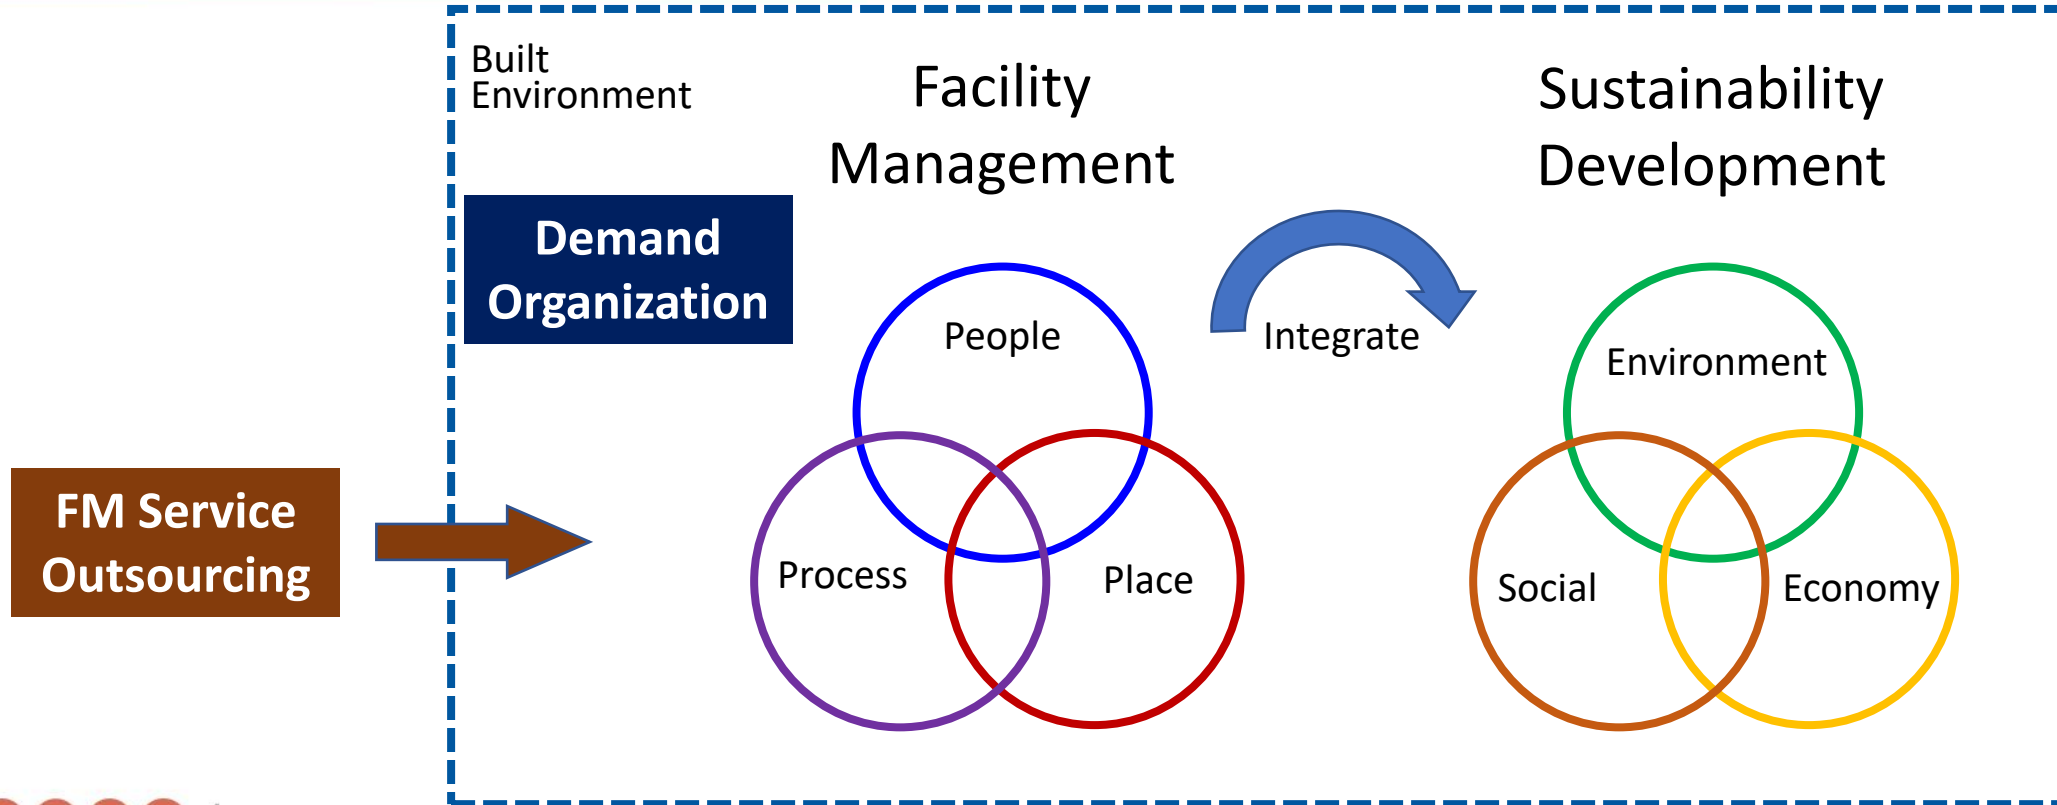 Built
Environment
Facility
Management
Sustainability
Development
Demand
Organization
People
Integrate
Environment
FM Service
Outsourcing
Process
Place
Social
Economy